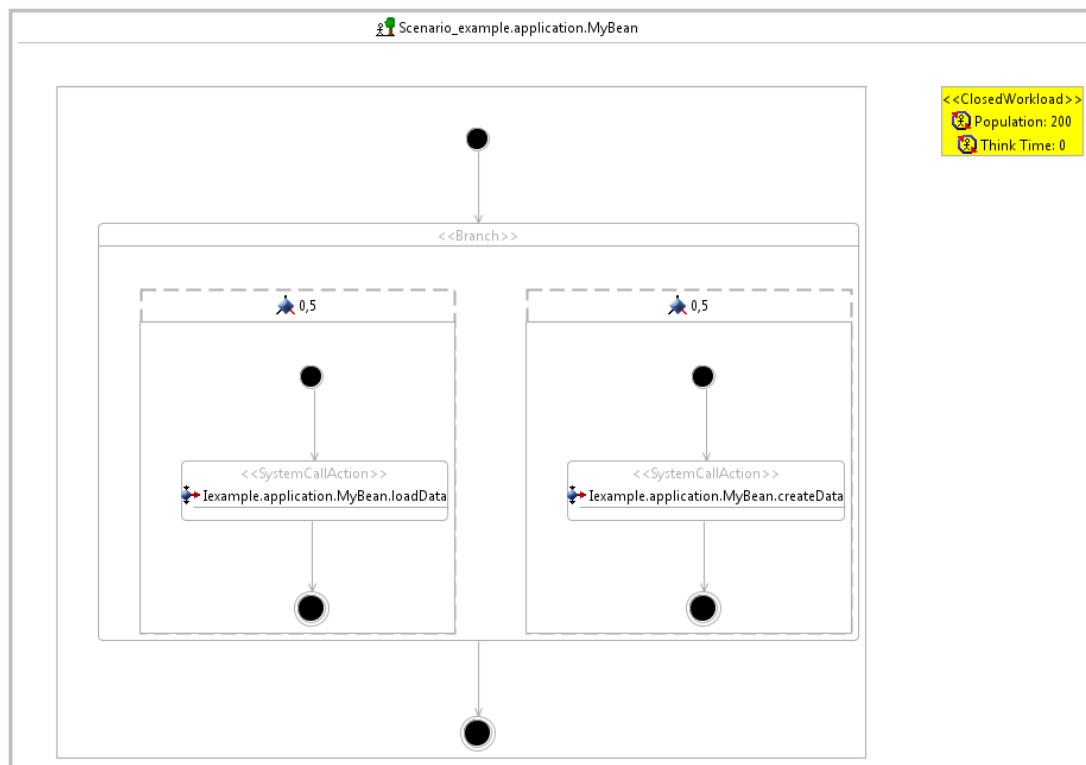 Scenario_example.application.MyBean
<<ClosedWorkload>>
Population: 200
Think Time: 0
<<Branch>>
0,5
0,5
<<SystemCallAction>>
Iexample.application.MyBean.loadData
<<SystemCallAction>>
Iexample.application.MyBean.createData